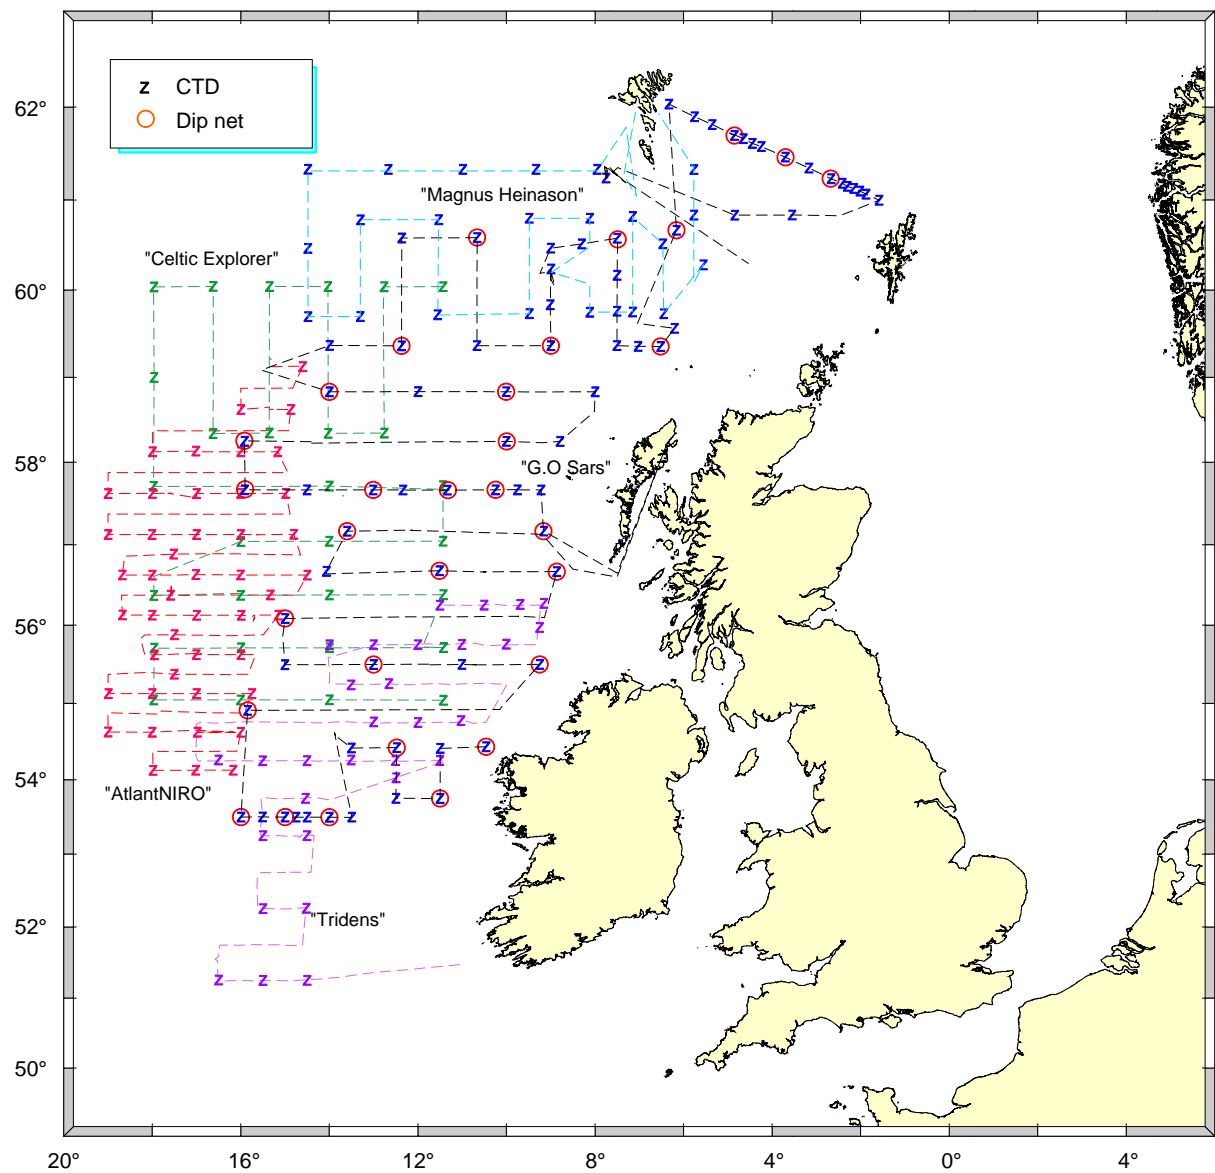 z CTD
Dip net
62°
"Magnus Heinason"
"Celtic Explorer"
60°
58°
"G.O Sars"
56°
54°
"AtlantNIRO"
52°
"Tridens"
50°
20° 16° 12° 8° 4° 0° 4°